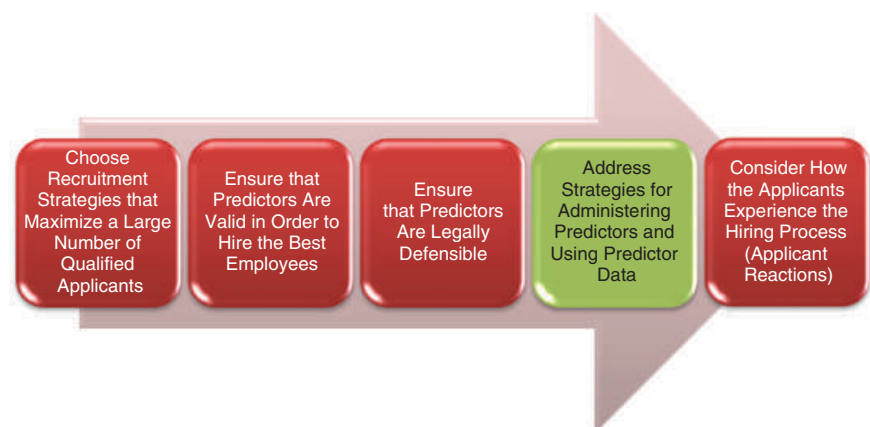 Choose
Recruitment
Strategies that
Maximize a Large
Number of
Qualified
Applicants
Ensure that
Predictors Are
Valid in Order to
Hire the Best
Employees
Ensure
that Predictors
Are Legally
Defensible
Address
Strategies for
Administering
Predictors and
Using Predictor
Data
Consider How
the Applicants
Experience the
Hiring Process
(Applicant
Reactions)